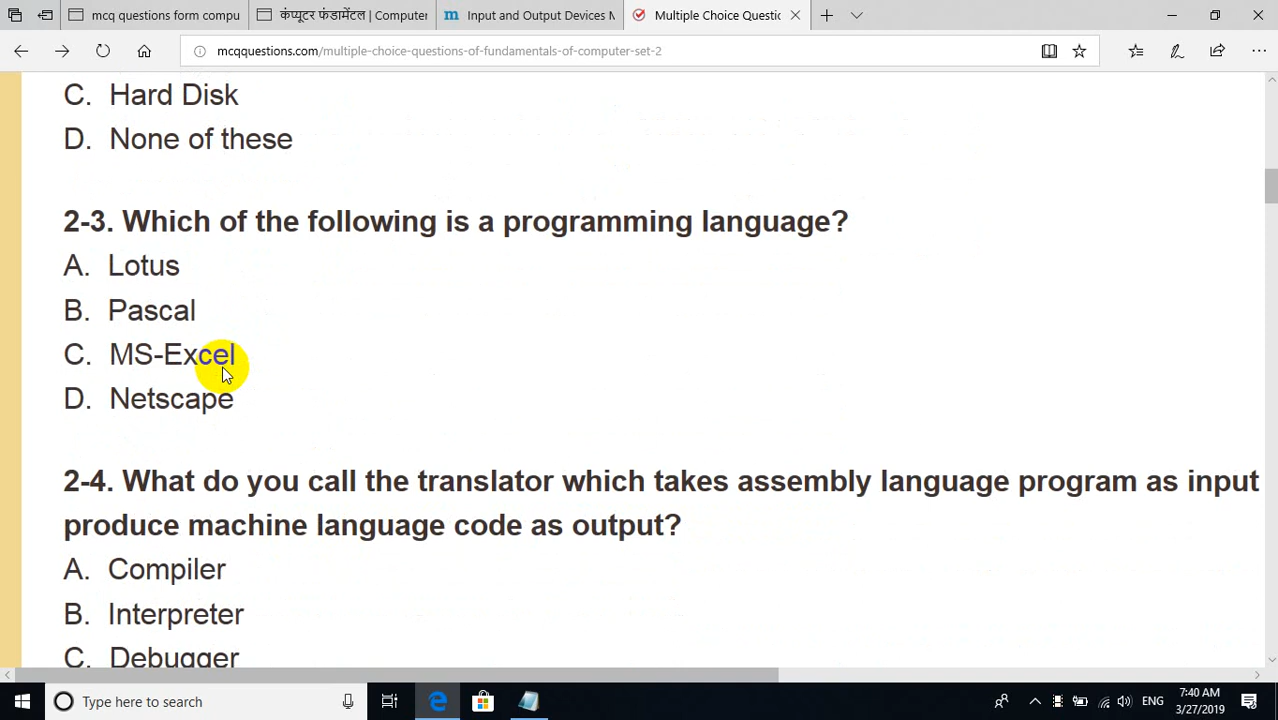 mcq questions form compu
कंप्यूटर फंडामेंटल | Computer
Input and Output Devices M
Multiple Choice Questic
mcqquestions.com/multiple-choice-questions-of-fundamentals-of-computer-set-2
C. Hard Disk
D. None of these
2-3. Which of the following is a programming language?
A. Lotus
B. Pascal
C. MS-Excel
D. Netscape
2-4. What do you call the translator which takes assembly language program as input
produce machine language code as output?
A. Compiler
B. Interpreter
C. Debugger
Type here to search
ENG
7:40 AM
3/27/2019